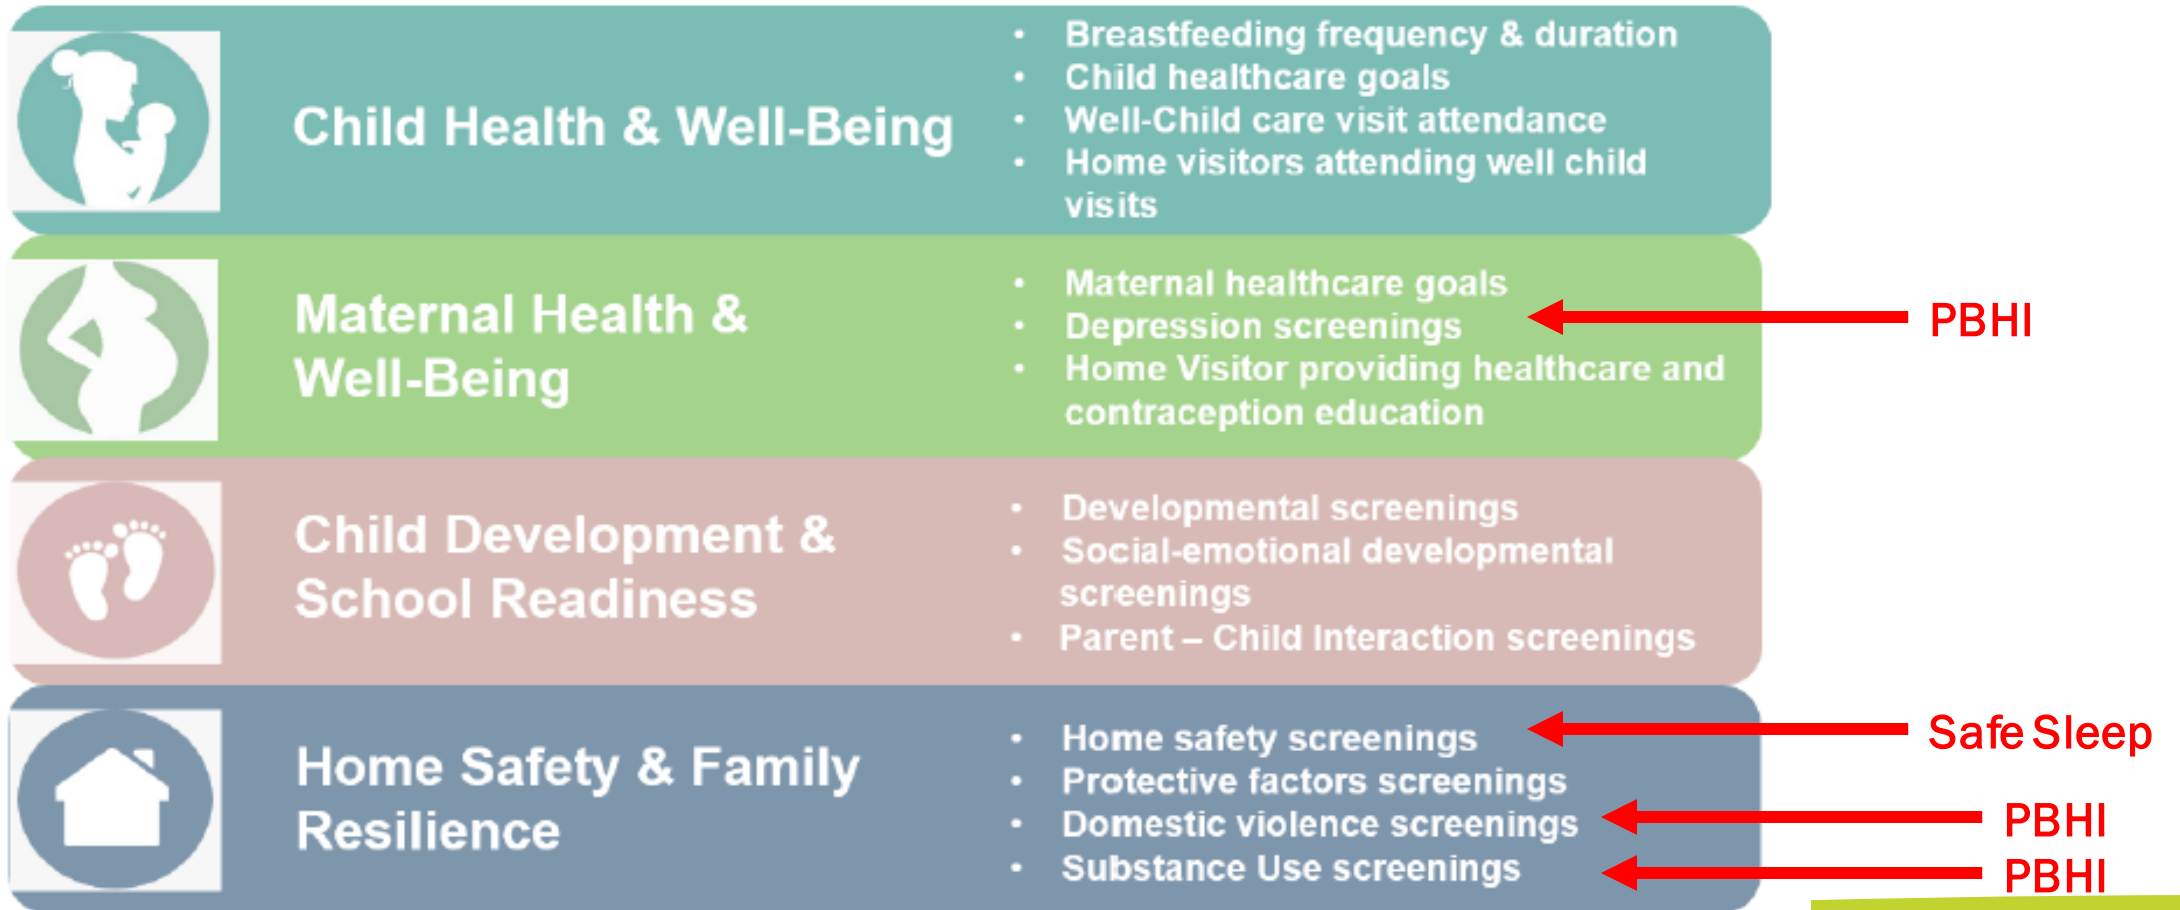 Child Health & Well-Being
• Breastfeeding frequency & duration
• Child healthcare goals
• Well-Child care visit attendance
• Home visitors attending well child
visits
Maternal Health &
Well-Being
• Maternal healthcare goals
• Depression screenings
• Home Visitor providing healthcare and
contraception education
PBHI
Child Development &
School Readiness
• Developmental screenings
• Social-emotional developmental
screenings
• Parent – Child Interaction screenings
Home Safety & Family
Resilience
• Home safety screenings
• Protective factors screenings
• Domestic violence screenings
• Substance Use screenings
Safe Sleep
PBHI
PBHI